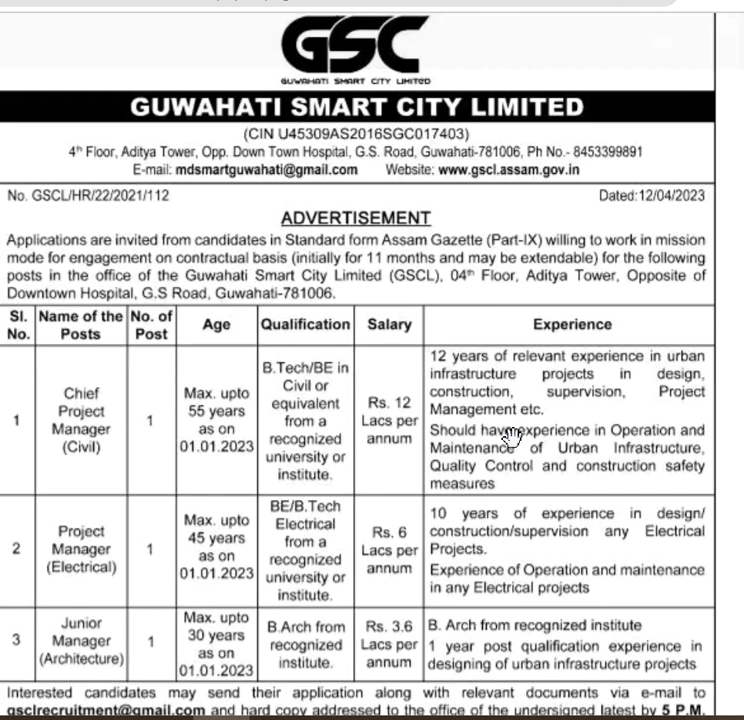 GSC
GUWAHATI SMART CITY LIMITED
GUWAHATI SMART CITY LIMITED
(CIN U45309AS2016SGC017403)
4th Floor, Aditya Tower, Opp. Down Town Hospital, G.S. Road, Guwahati-781006, Ph No.- 8453399891
E-mail: mdsmartguwahati@gmail.com Website: www.gscl.assam.gov.in
No. GSCL/HR/22/2021/112 Dated:12/04/2023
ADVERTISEMENT
Applications are invited from candidates in Standard form Assam Gazette (Part-IX) willing to work in mission
mode for engagement on contractual basis (initially for 11 months and may be extendable) for the following
posts in the office of the Guwahati Smart City Limited (GSCL), 04th Floor, Aditya Tower, Opposite of
Downtown Hospital, G.S Road, Guwahati-781006.
Sl. No. Name of the Posts No. of Post Age Qualification Salary Experience
1
Chief
Project
Manager
(Civil)
1
Max. upto
55 years
as on
01.01.2023
B.Tech/BE in
Civil or
equivalent
from a
recognized
university or
institute.
Rs. 12
Lacs per
annum
12 years of relevant experience in urban
infrastructure projects in design,
construction, supervision, Project
Management etc.
Should have experience in Operation and
Maintenance of Urban Infrastructure,
Quality Control and construction safety
measures
2
Project
Manager
(Electrical)
1
Max. upto
45 years
as on
01.01.2023
BE/B.Tech
Electrical
from a
recognized
university or
institute.
Rs. 6
Lacs per
annum
10 years of experience in design/
construction/supervision any Electrical
Projects.
Experience of Operation and maintenance
in any Electrical projects
3
Junior
Manager
(Architecture)
1
Max. upto
30 years
as on
01.01.2023
B.Arch from
recognized
institute.
Rs. 3.6
Lacs per
annum
B. Arch from recognized institute
1 year post qualification experience in
designing of urban infrastructure projects
Interested candidates may send their application along with relevant documents via e-mail to
gsclrecruitment@gmail.com and hard copy addressed to the office of the undersigned latest by 5 P.M.